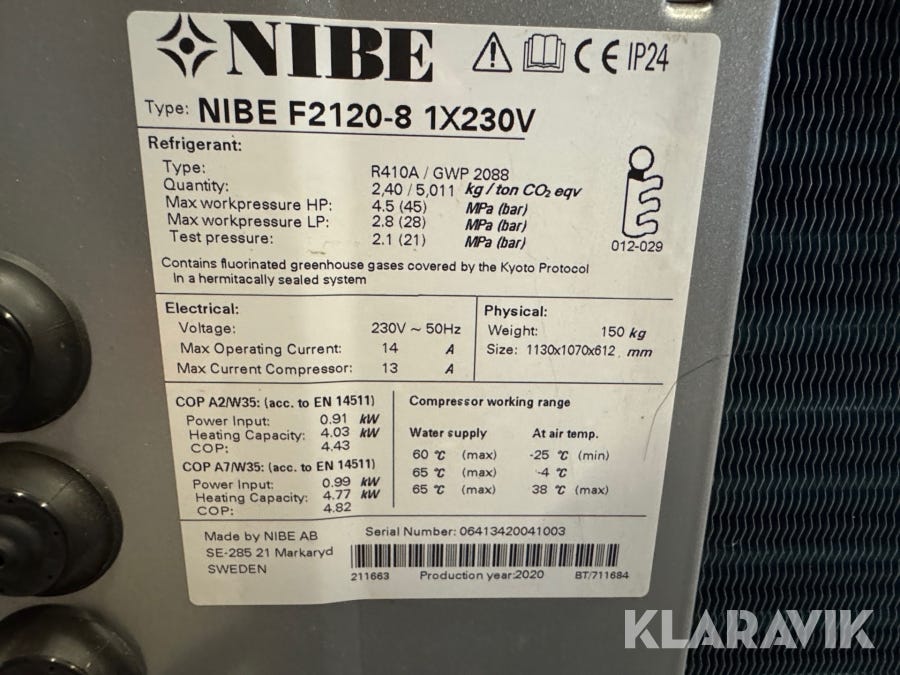 NIBE CE IP24
Type: NIBE F2120-8 1X230V
Refrigerant:
Type: R410A / GWP 2088
Quantity: 2,40 / 5,011 kg / ton CO₂ eqv
Max workpressure HP: 4.5 (45) MPa (bar)
Max workpressure LP: 2.8 (28) MPa (bar)
Test pressure: 2.1 (21) MPa (bar)
012-029
Contains fluorinated greenhouse gases covered by the Kyoto Protocol
In a hermitacally sealed system
Electrical:
Voltage: 230V ~ 50Hz
Max Operating Current: 14 A
Max Current Compressor: 13 A
Physical:
Weight: 150 kg
Size: 1130x1070x612 mm
COP A2/W35: (acc. to EN 14511)
Power Input: 0.91 kW
Heating Capacity: 4.03 kW
COP: 4.43
COP A7/W35: (acc. to EN 14511)
Power Input: 0.99 kW
Heating Capacity: 4.77 kW
COP: 4.82
Compressor working range
Water supply At air temp.
60 °C (max) -25 °C (min)
65 °C (max) -4 °C
65 °C (max) 38 °C (max)
Made by NIBE AB
SE-285 21 Markaryd
SWEDEN
Serial Number: 06413420041003
211663 Production year:2020 BT/711684
KLARAVIK